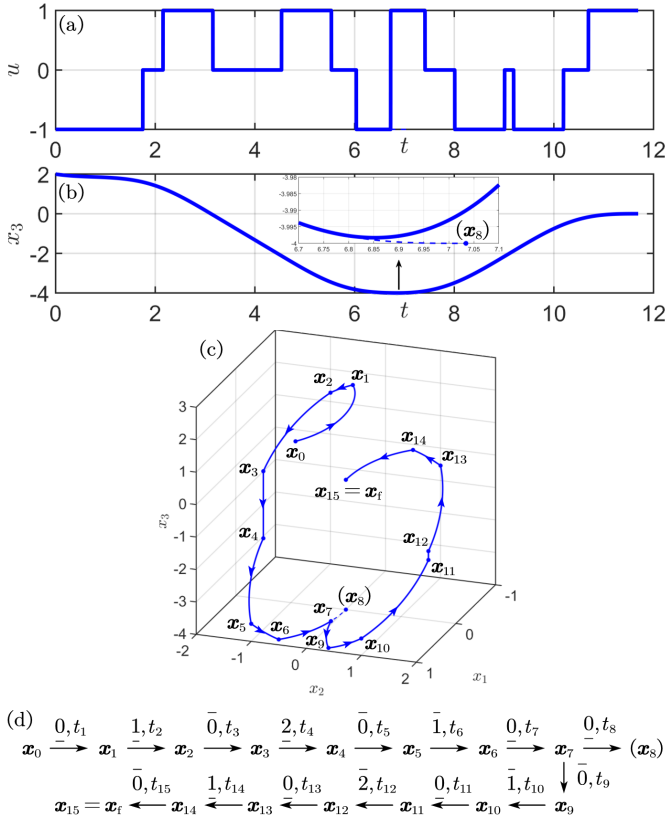 (a)
1
0
-1
u
0 2 4 6 8 10 12
t
(b)
2
0
-2
-4
x₃
-3.98
-3.985
-3.99
-3.995
-4
6.7 6.75 6.8 6.85 6.9 6.95 7 7.05 7.1
(x₈)
0 2 4 6 8 10 12
t
(c)
x₂ x₁
x₀
x₁₄
x₁₃
x₃
x₁₅ = x_f
x₄
x₁₂
x₁₁
(x₈)
x₇
x₅
x₆
x₉
x₁₀
3
2
1
0
-1
-2
-3
-4
x₃
-2 -1 0 1 2
x₂
1 0 -1
x₁
(d)
0̲, t₁ 1̲, t₂ 0̄, t₃ 2̲, t₄ 0̄, t₅ 1̄, t₆ 0̲, t₇ 0̲, t₈
x₀ → x₁ → x₂ → x₃ → x₄ → x₅ → x₆ → x₇ → (x₈)
↓ 0̄, t₉
0̄, t₁₅ 1̄, t₁₄ 0̲, t₁₃ 2̄, t₁₂ 0̲, t₁₁ 1̄, t₁₀
x₁₅ = x_f ← x₁₄ ← x₁₃ ← x₁₂ ← x₁₁ ← x₁₀ ← x₉